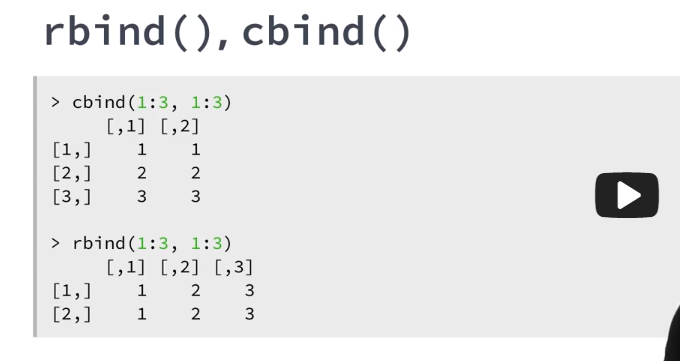 rbind(), cbind()
> cbind(1:3, 1:3)
[,1] [,2]
[1,] 1 1
[2,] 2 2
[3,] 3 3
> rbind(1:3, 1:3)
[,1] [,2] [,3]
[1,] 1 2 3
[2,] 1 2 3